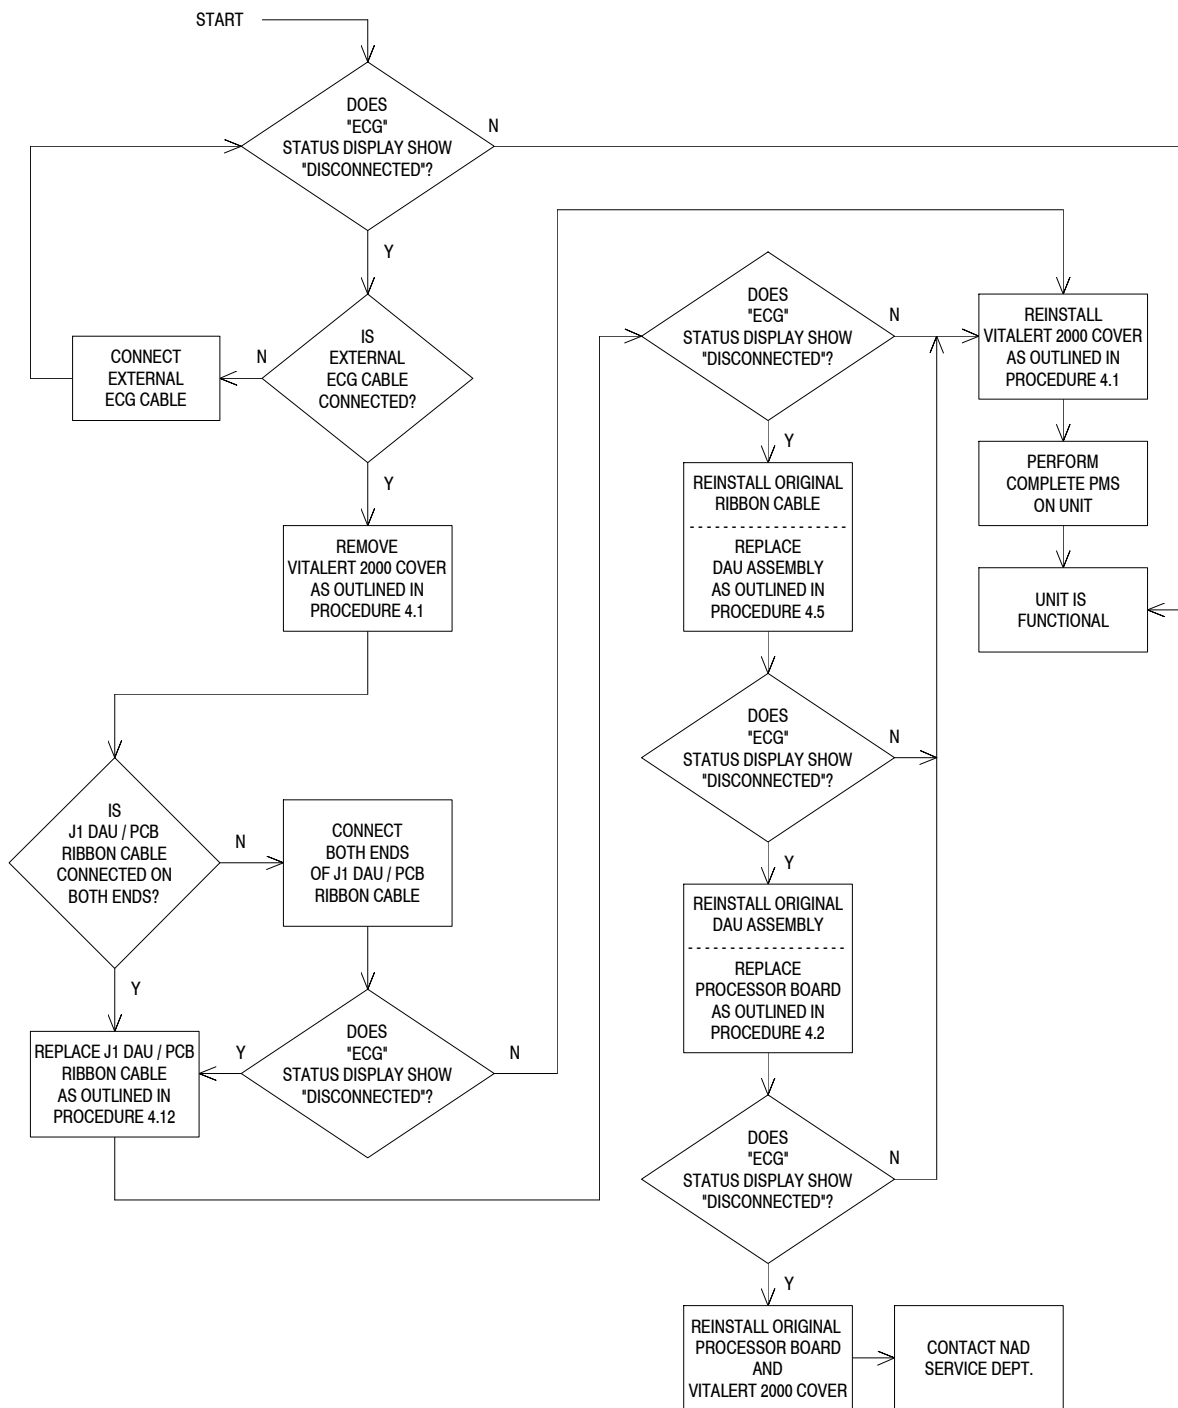 START
DOES
"ECG"
STATUS DISPLAY SHOW
"DISCONNECTED"?
N
Y
IS
EXTERNAL
ECG CABLE
CONNECTED?
N
CONNECT
EXTERNAL
ECG CABLE
Y
REMOVE
VITALERT 2000 COVER
AS OUTLINED IN
PROCEDURE 4.1
IS
J1 DAU / PCB
RIBBON CABLE
CONNECTED ON
BOTH ENDS?
N
CONNECT
BOTH ENDS
OF J1 DAU / PCB
RIBBON CABLE
Y
REPLACE J1 DAU / PCB
RIBBON CABLE
AS OUTLINED IN
PROCEDURE 4.12
Y
DOES
"ECG"
STATUS DISPLAY SHOW
"DISCONNECTED"?
N
DOES
"ECG"
STATUS DISPLAY SHOW
"DISCONNECTED"?
N
Y
REINSTALL ORIGINAL
RIBBON CABLE
REPLACE
DAU ASSEMBLY
AS OUTLINED IN
PROCEDURE 4.5
DOES
"ECG"
STATUS DISPLAY SHOW
"DISCONNECTED"?
N
Y
REINSTALL ORIGINAL
DAU ASSEMBLY
REPLACE
PROCESSOR BOARD
AS OUTLINED IN
PROCEDURE 4.2
DOES
"ECG"
STATUS DISPLAY SHOW
"DISCONNECTED"?
N
Y
REINSTALL ORIGINAL
PROCESSOR BOARD
AND
VITALERT 2000 COVER
CONTACT NAD
SERVICE DEPT.
REINSTALL
VITALERT 2000 COVER
AS OUTLINED IN
PROCEDURE 4.1
PERFORM
COMPLETE PMS
ON UNIT
UNIT IS
FUNCTIONAL